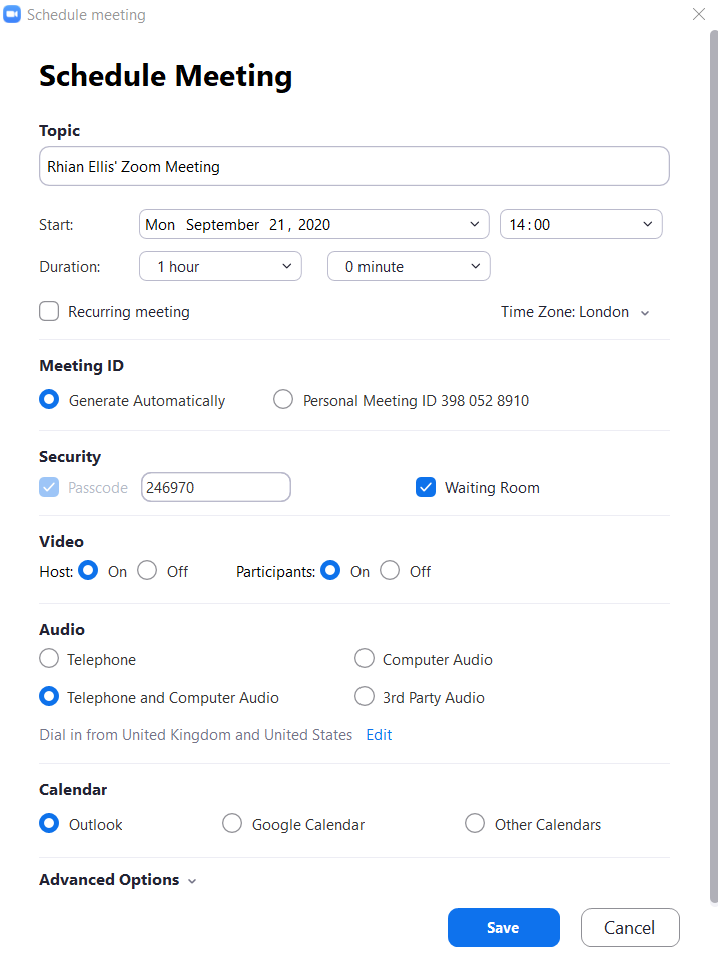 Schedule meeting
Schedule Meeting
Topic
Rhian Ellis' Zoom Meeting
Start: Mon September 21, 2020 14:00
Duration: 1 hour 0 minute
Recurring meeting Time Zone: London
Meeting ID
Generate Automatically Personal Meeting ID 398 052 8910
Security
Passcode 246970 Waiting Room
Video
Host: On Off Participants: On Off
Audio
Telephone Computer Audio
Telephone and Computer Audio 3rd Party Audio
Dial in from United Kingdom and United States Edit
Calendar
Outlook Google Calendar Other Calendars
Advanced Options
Save Cancel